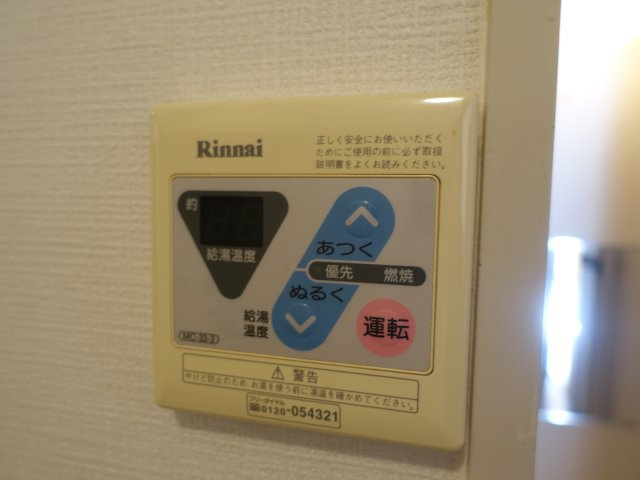 Rinnai
正しく安全にお使いいただく
ためにご使用の前に必ず取扱
説明書をよくお読みください。
約
給湯温度
あつく
優先 燃焼
ぬるく
給湯
温度
運転
MC-33-3
警告
やけど防止のため、お湯を使う前に湯温を確かめてください。
フリーダイヤル
0120-054321